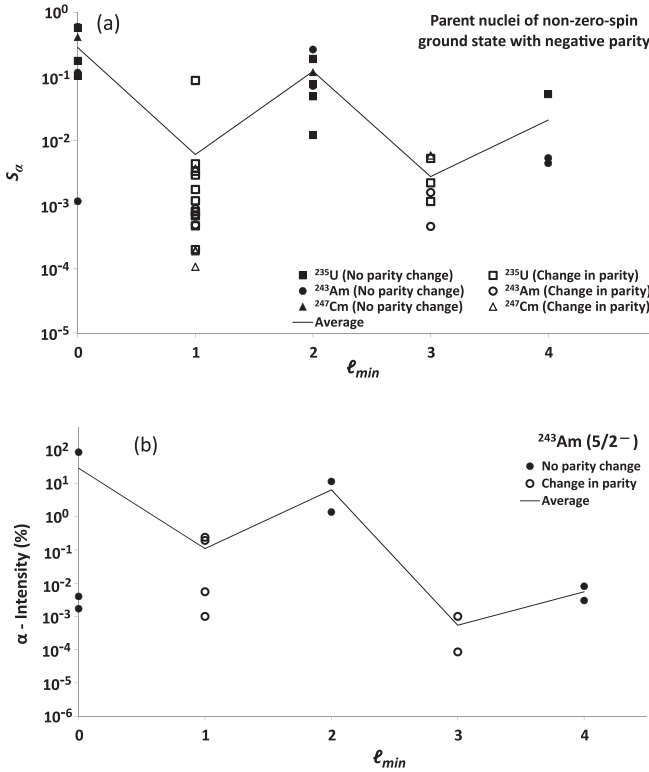 (a)
Parent nuclei of non-zero-spin
ground state with negative parity
10⁰
10⁻¹
10⁻²
10⁻³
10⁻⁴
10⁻⁵
Sα
²³⁵U (No parity change)
²⁴³Am (No parity change)
²⁴⁷Cm (No parity change)
Average
²³⁵U (Change in parity)
²⁴³Am (Change in parity)
²⁴⁷Cm (Change in parity)
0 1 2 3 4
ℓmin
(b)
²⁴³Am (5/2⁻)
No parity change
Change in parity
Average
10²
10¹
10⁰
10⁻¹
10⁻²
10⁻³
10⁻⁴
10⁻⁵
10⁻⁶
α - Intensity (%)
0 1 2 3 4
ℓmin